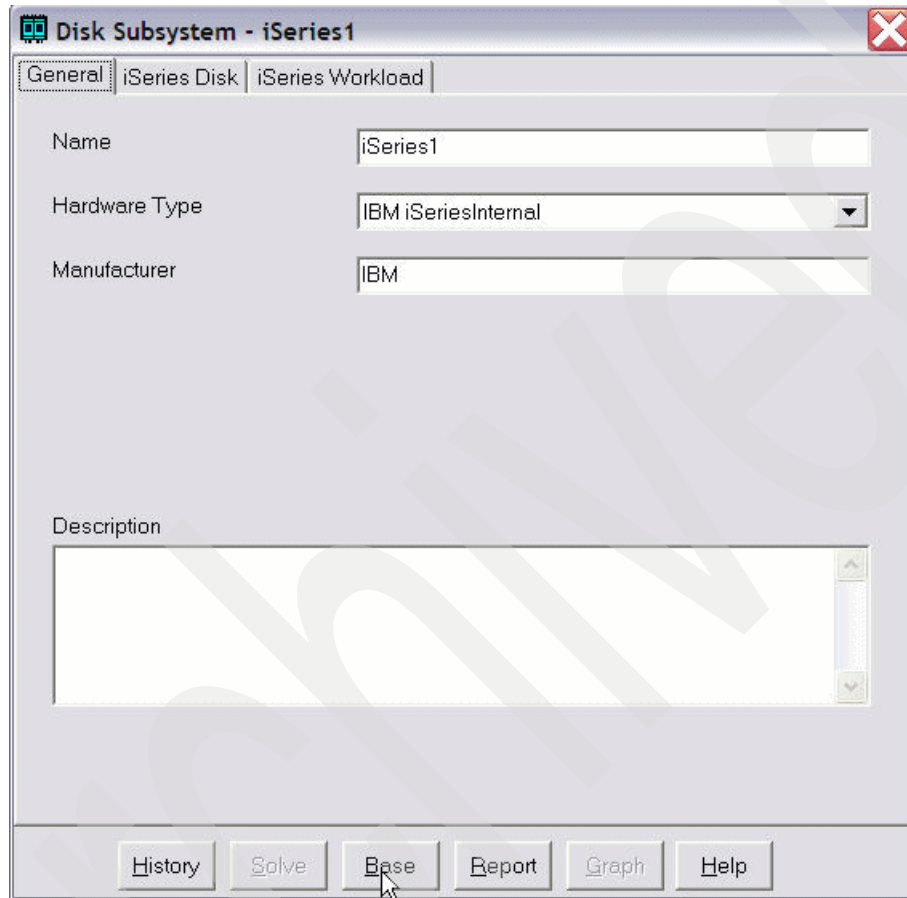 Disk Subsystem - iSeries1
General iSeries Disk iSeries Workload
Name iSeries1
Hardware Type IBM iSeriesInternal
Manufacturer IBM
Description
History Solve Base Report Graph Help